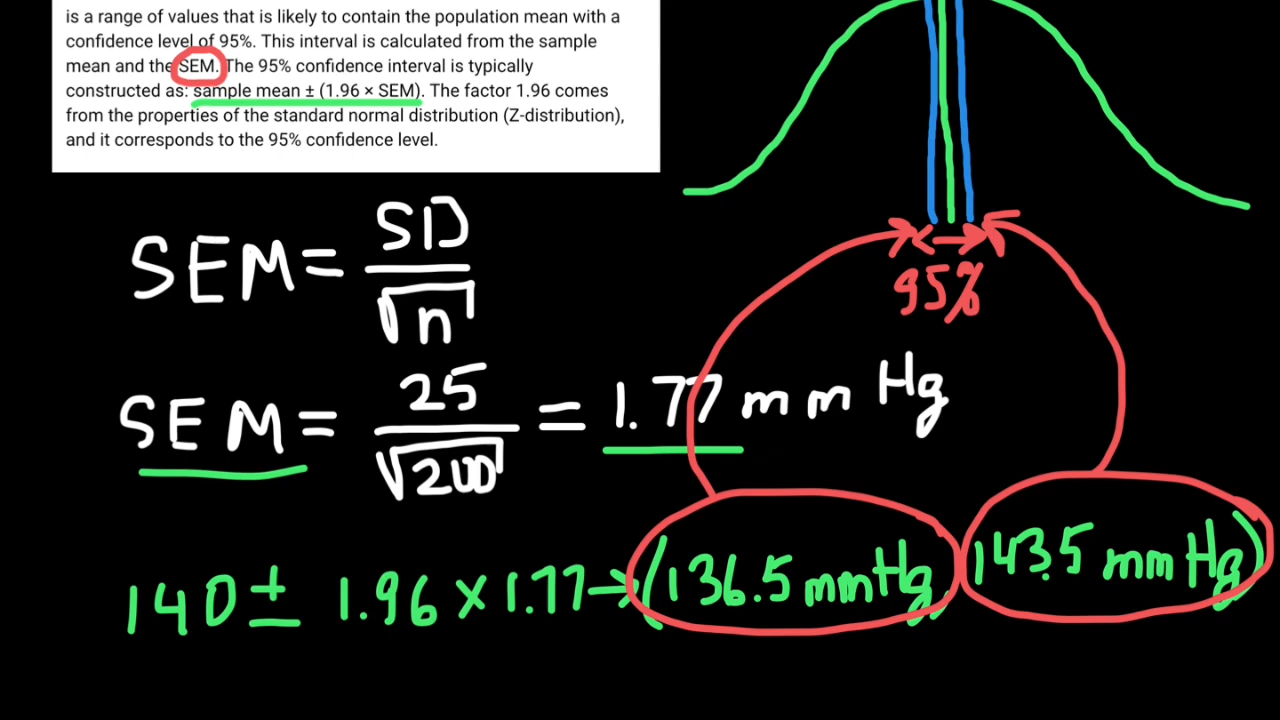 is a range of values that is likely to contain the population mean with a
confidence level of 95%. This interval is calculated from the sample
mean and the SEM. The 95% confidence interval is typically
constructed as: sample mean ± (1.96 × SEM). The factor 1.96 comes
from the properties of the standard normal distribution (Z-distribution),
and it corresponds to the 95% confidence level.
95%
SEM = SD / √n
SEM = 25 / √200 = 1.77 mm Hg
140 ± 1.96 × 1.77 → (136.5 mmHg, 143.5 mmHg)